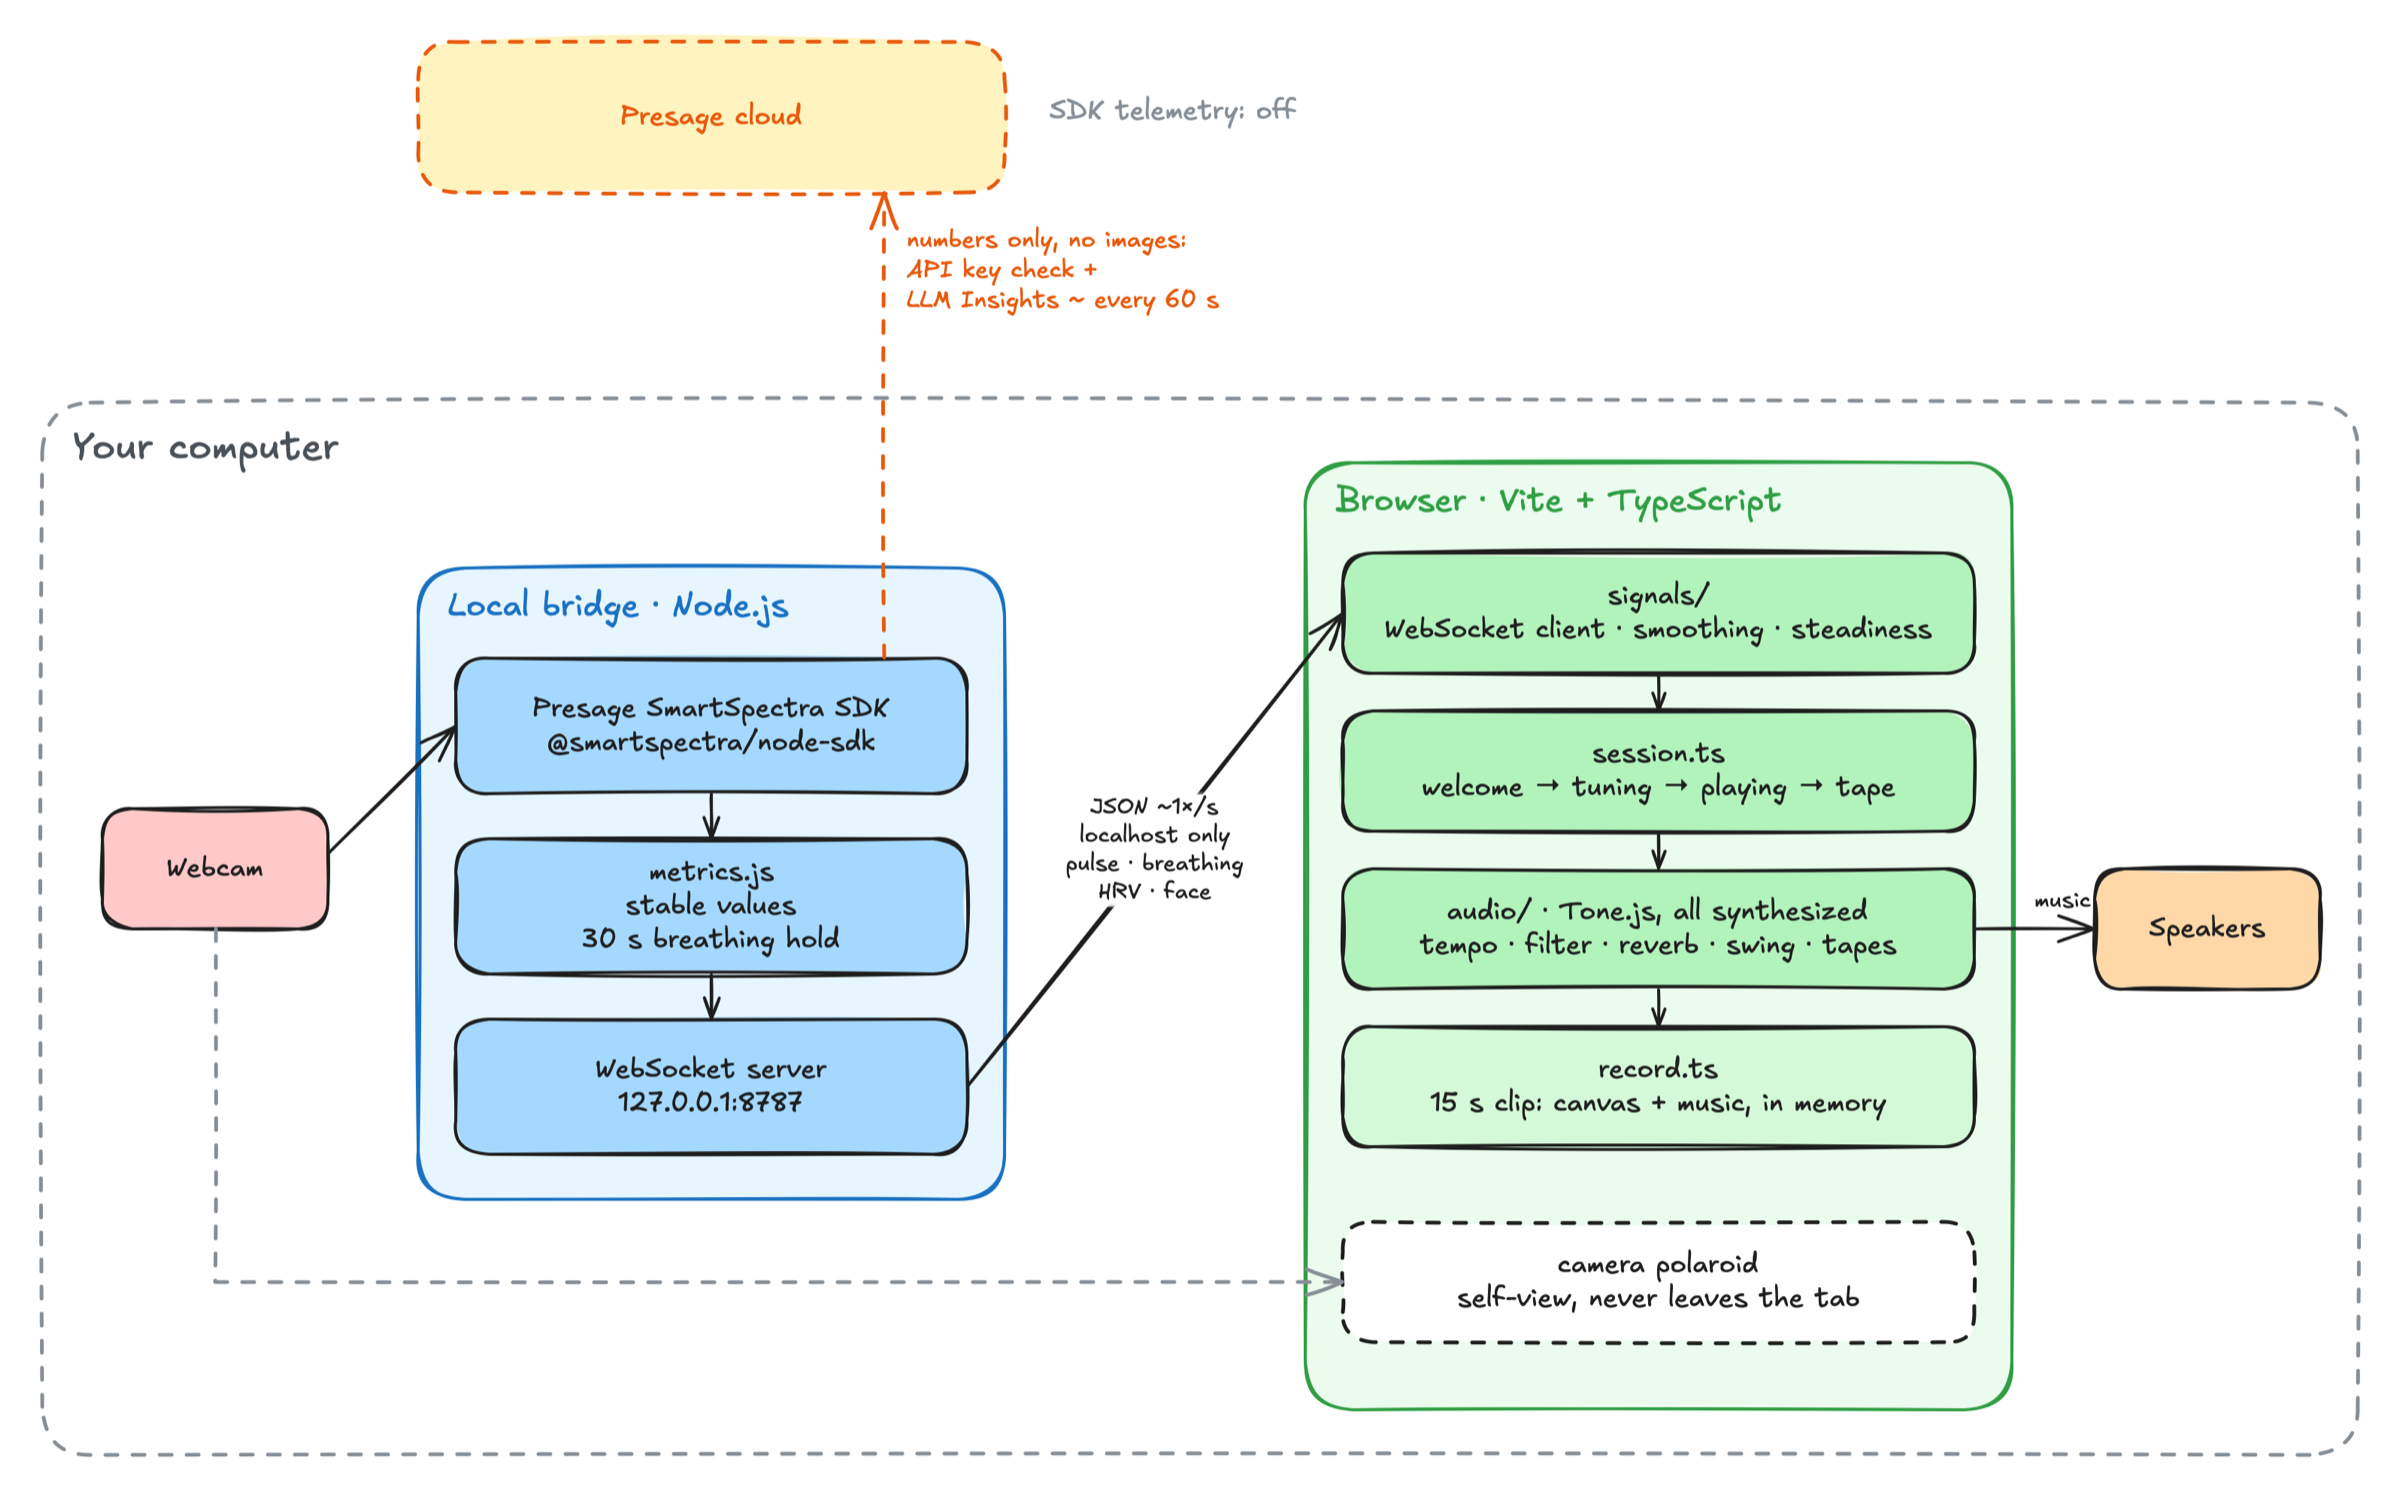 Presage cloud
SDK telemetry: off
numbers only, no images:
API key check +
LLM Insights ~ every 60 s
Your computer
Webcam
Local bridge · Node.js
Presage SmartSpectra SDK
@smartspectra/node-sdk
metrics.js
stable values
30 s breathing hold
WebSocket server
127.0.0.1:8787
JSON ~1×/s
localhost only
pulse · breathing
HRV · face
Browser · Vite + TypeScript
signals/
WebSocket client · smoothing · steadiness
session.ts
welcome → tuning → playing → tape
audio/ · Tone.js, all synthesized
tempo · filter · reverb · swing · tapes
music
Speakers
record.ts
15 s clip: canvas + music, in memory
camera polaroid
self-view, never leaves the tab